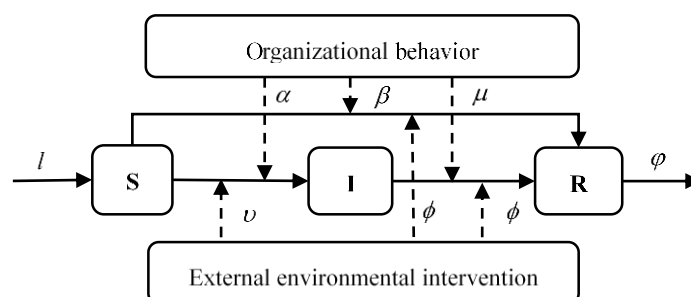 Organizational behavior
α β μ
l S I R φ
υ ϕ ϕ
External environmental intervention